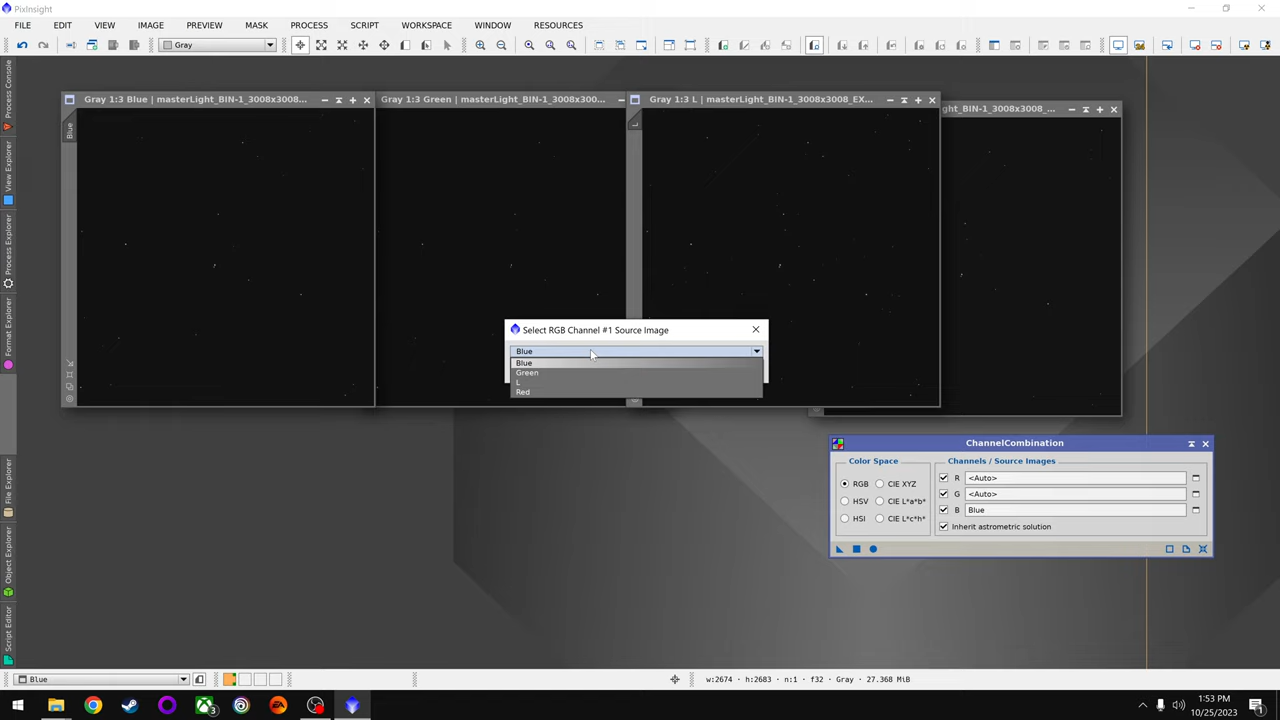 PixInsight
FILE EDIT VIEW IMAGE PREVIEW MASK PROCESS SCRIPT WORKSPACE WINDOW RESOURCES
Gray
Process Console
View Explorer
Process Explorer
Format Explorer
File Explorer
Object Explorer
Script Editor
Gray 1:3 Blue | masterLight_BIN-1_3008x3008...
Blue
Gray 1:3 Green | masterLight_BIN-1_3008x300...
Gray 1:3 L | masterLight_BIN-1_3008x3008_EX...
L
ght_BIN-1_3008x3008_...
Select RGB Channel #1 Source Image
Blue
Blue
Green
L
Red
ChannelCombination
Color Space
RGB CIE XYZ
HSV CIE L*a*b*
HSI CIE L*c*h*
Channels / Source Images
R <Auto>
G <Auto>
B Blue
Inherit astrometric solution
Blue
w:2674 · h:2683 · n:1 · f32 · Gray · 27.368 MiB
3
1:53 PM
10/25/2023
1